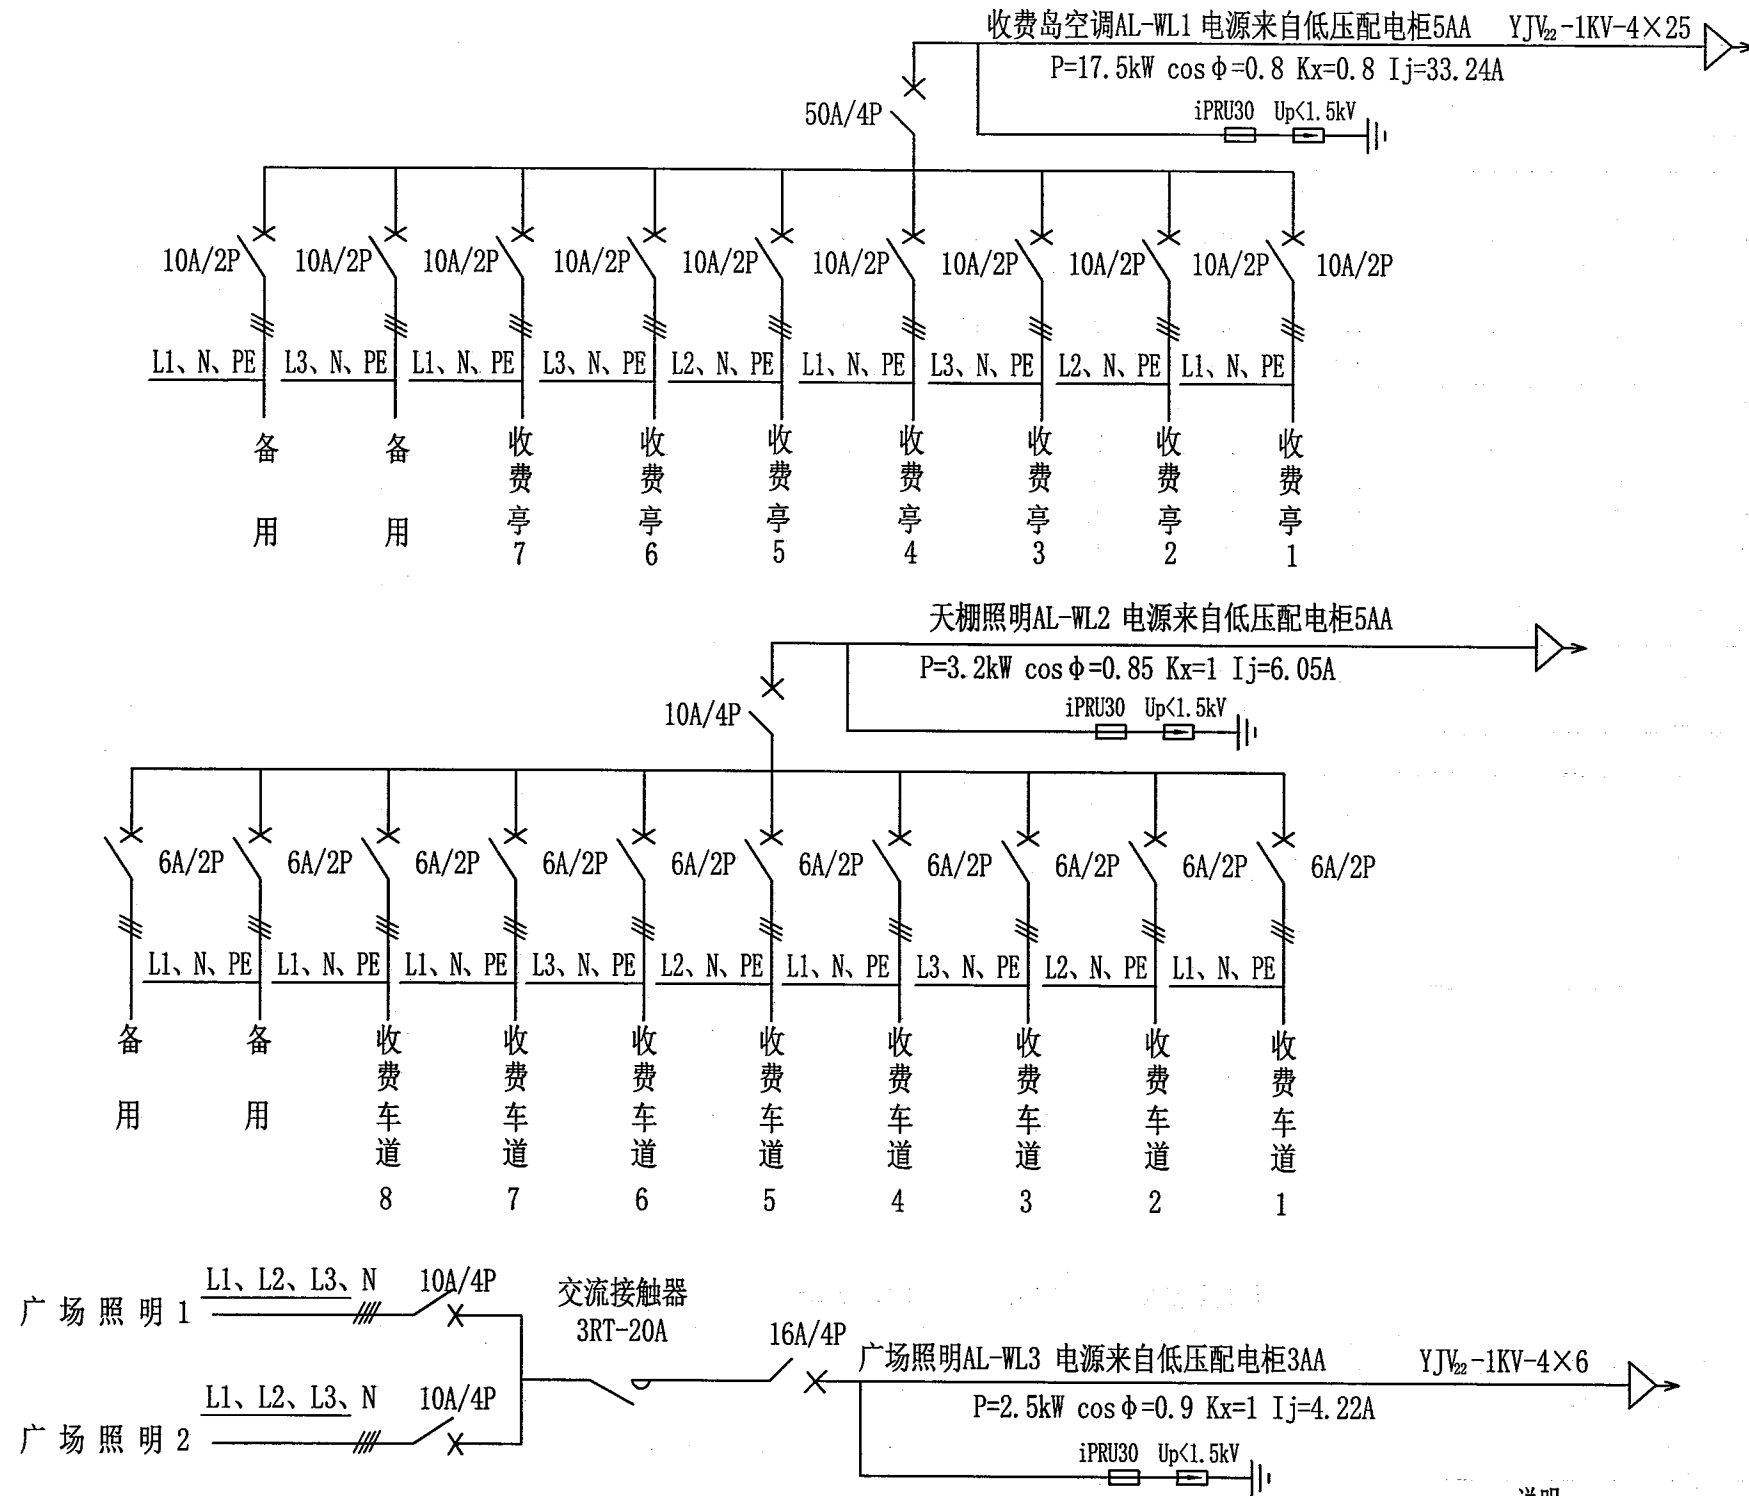 收费岛空调AL-WL1 电源来自低压配电柜5AA YJV22-1KV-4×25
P=17.5kW cosφ=0.8 Kx=0.8 Ij=33.24A
50A/4P
iPRU30 Up<1.5kV
10A/2P 10A/2P 10A/2P 10A/2P 10A/2P 10A/2P 10A/2P 10A/2P 10A/2P 10A/2P
L1、N、PE L3、N、PE L1、N、PE L3、N、PE L2、N、PE L1、N、PE L3、N、PE L2、N、PE L1、N、PE
备用
备用
收费亭7
收费亭6
收费亭5
收费亭4
收费亭3
收费亭2
收费亭1
天棚照明AL-WL2 电源来自低压配电柜5AA
P=3.2kW cosφ=0.85 Kx=1 Ij=6.05A
10A/4P
iPRU30 Up<1.5kV
6A/2P 6A/2P 6A/2P 6A/2P 6A/2P 6A/2P 6A/2P 6A/2P 6A/2P 6A/2P
L1、N、PE L1、N、PE L1、N、PE L3、N、PE L2、N、PE L1、N、PE L3、N、PE L2、N、PE L1、N、PE
备用
备用
收费车道8
收费车道7
收费车道6
收费车道5
收费车道4
收费车道3
收费车道2
收费车道1
广场照明1
L1、L2、L3、N
10A/4P
交流接触器
3RT-20A
16A/4P
广场照明AL-WL3 电源来自低压配电柜3AA YJV22-1KV-4×6
P=2.5kW cosφ=0.9 Kx=1 Ij=4.22A
广场照明2
L1、L2、L3、N
10A/4P
iPRU30 Up<1.5kV
说明